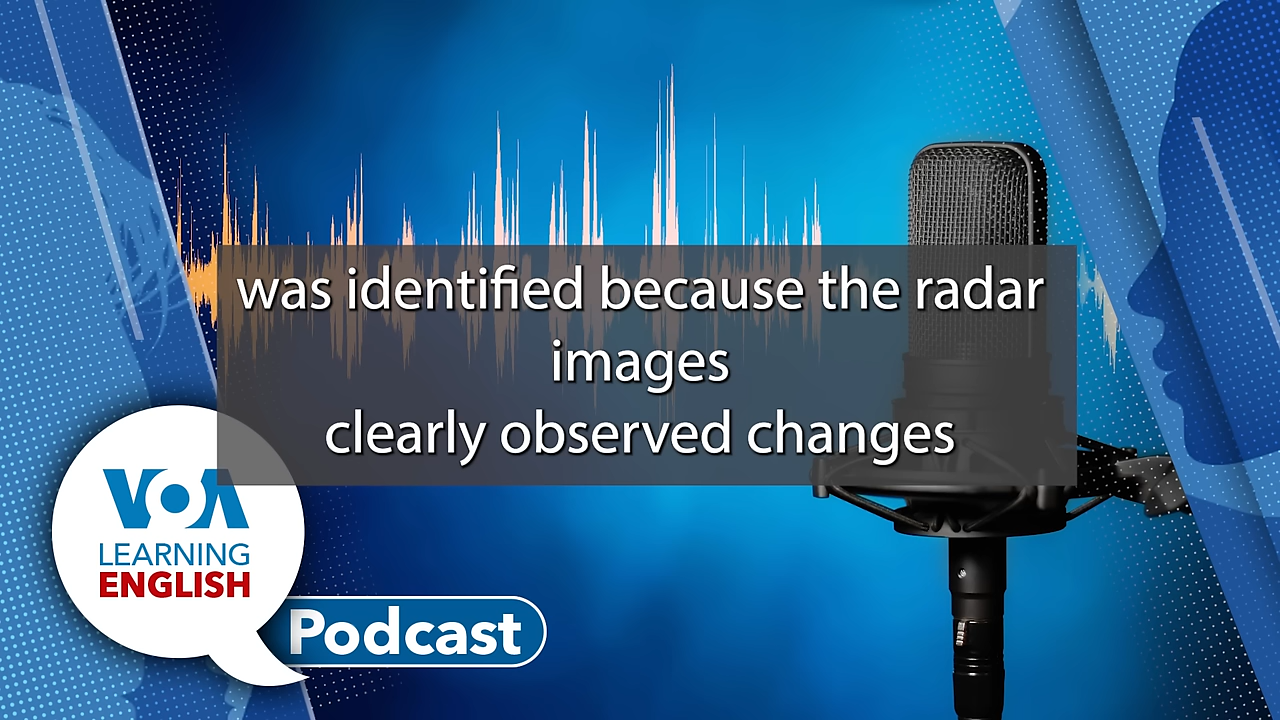 was identified because the radar
images
clearly observed changes
VOA
LEARNING
ENGLISH
Podcast